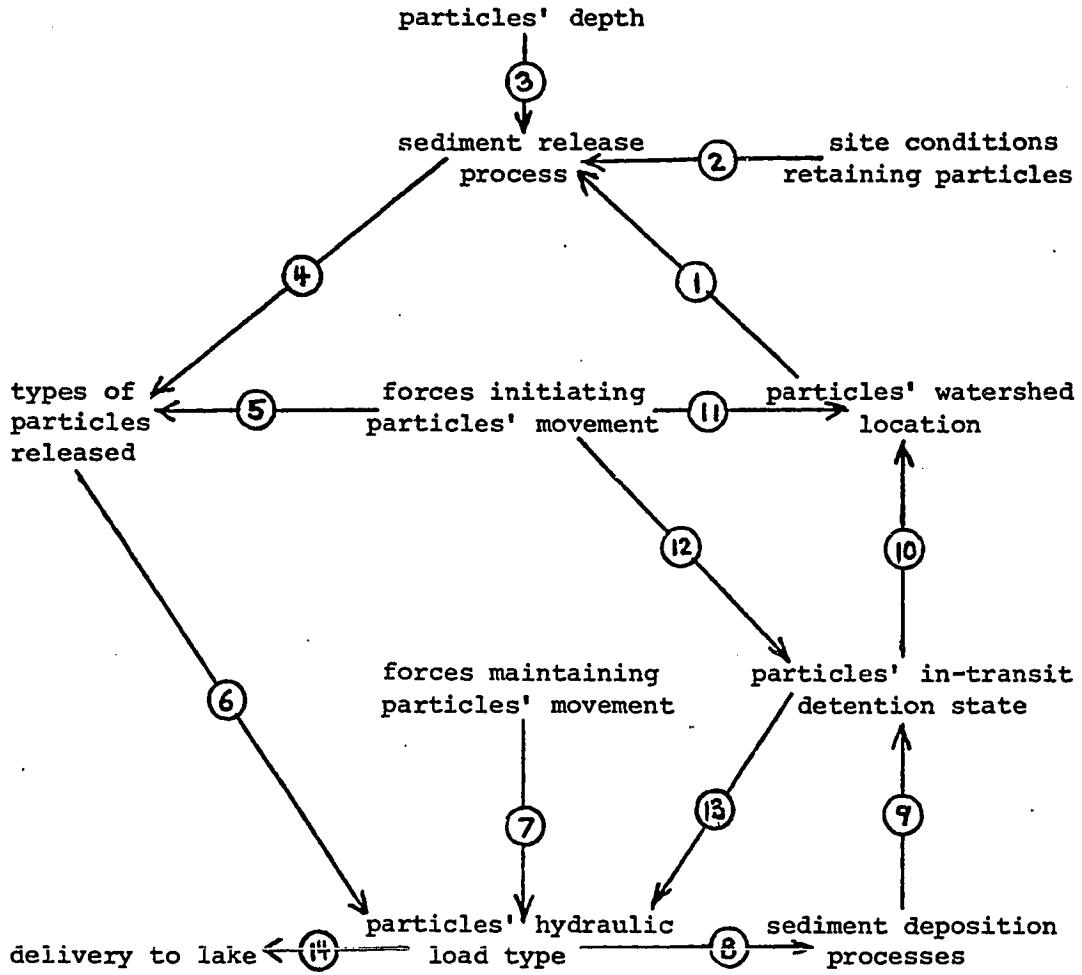 particles' depth
3
sediment release
process
2
site conditions
retaining particles
4
1
types of
particles
released
5
forces initiating
particles' movement
11
particles' watershed
location
12
10
6
forces maintaining
particles' movement
particles' in-transit
detention state
7
13
9
delivery to lake
14
particles' hydraulic
load type
8
sediment deposition
processes